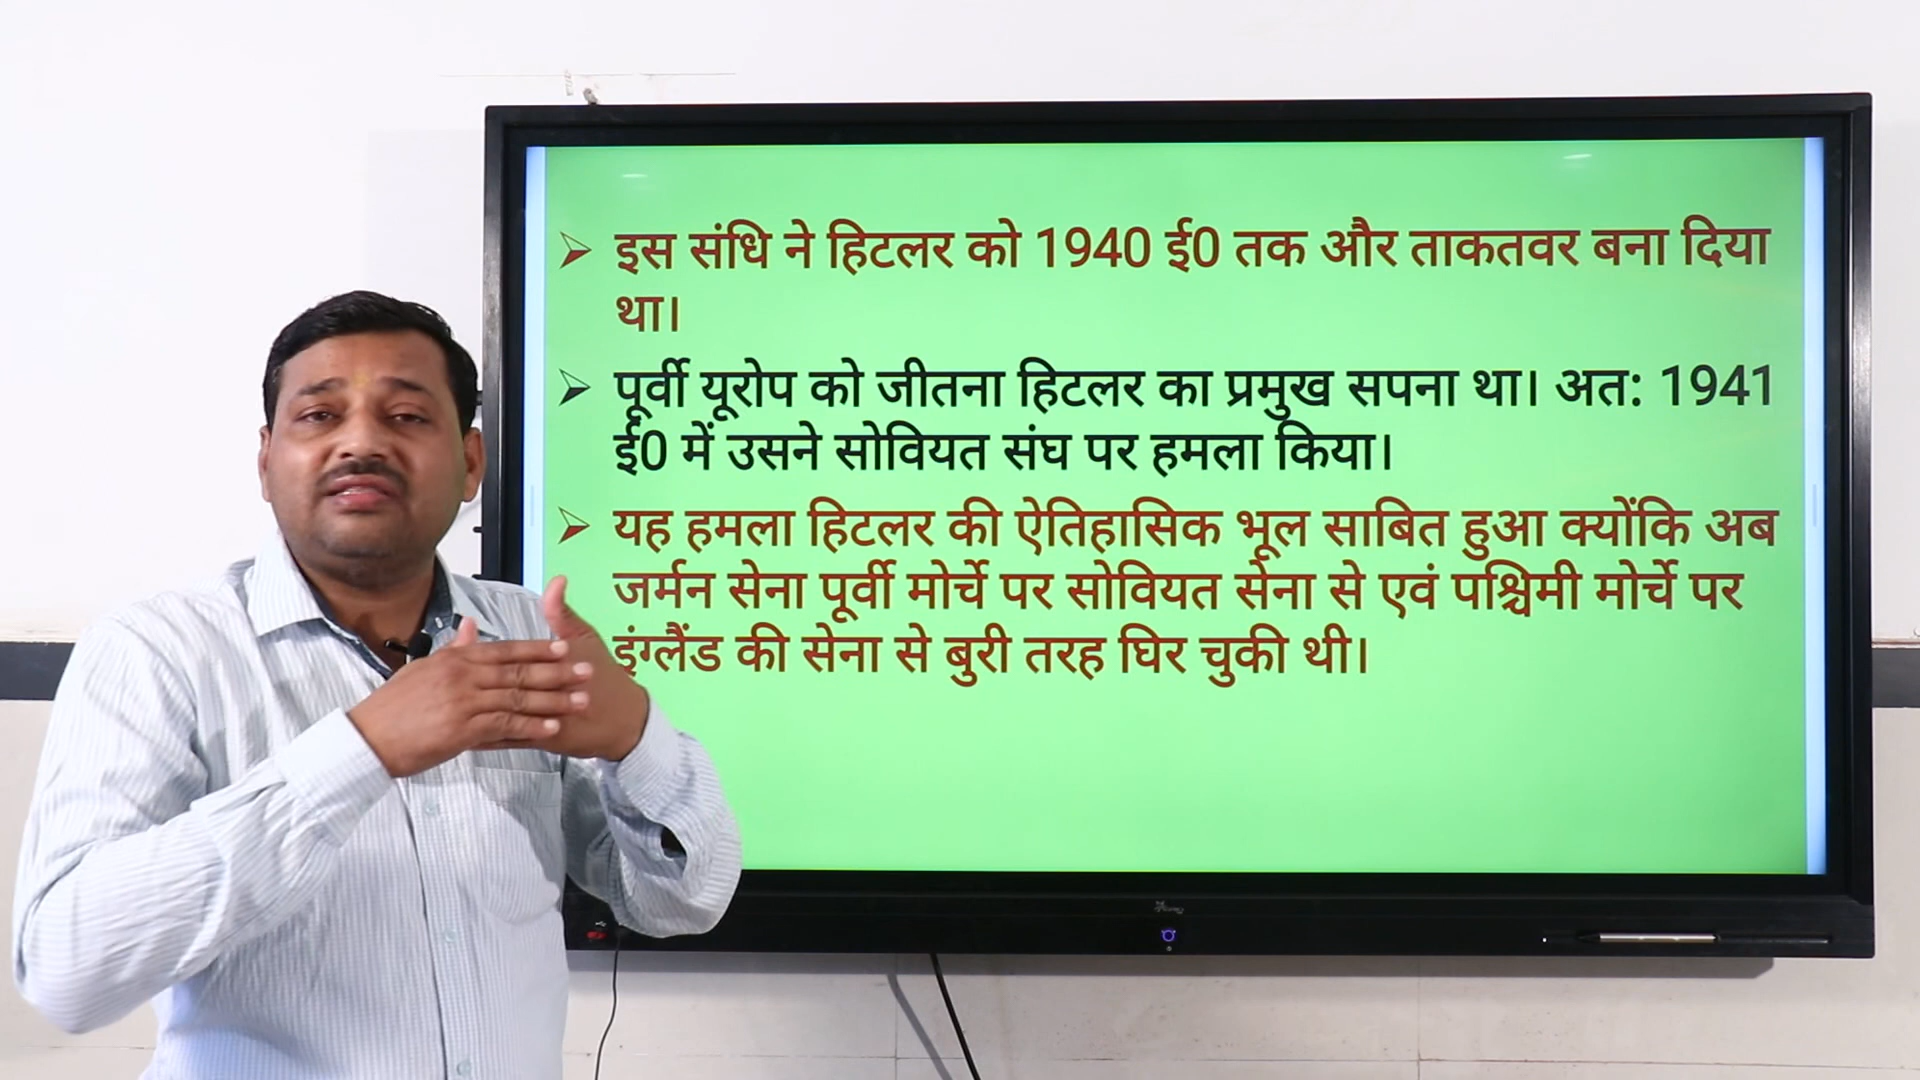 ➢ इस संधि ने हिटलर को 1940 ई0 तक और ताकतवर बना दिया
था।
➢ पूर्वी यूरोप को जीतना हिटलर का प्रमुख सपना था। अत: 1941
ई0 में उसने सोवियत संघ पर हमला किया।
➢ यह हमला हिटलर की ऐतिहासिक भूल साबित हुआ क्योंकि अब
जर्मन सेना पूर्वी मोर्चे पर सोवियत सेना से एवं पश्चिमी मोर्चे पर
इंग्लैंड की सेना से बुरी तरह घिर चुकी थी।